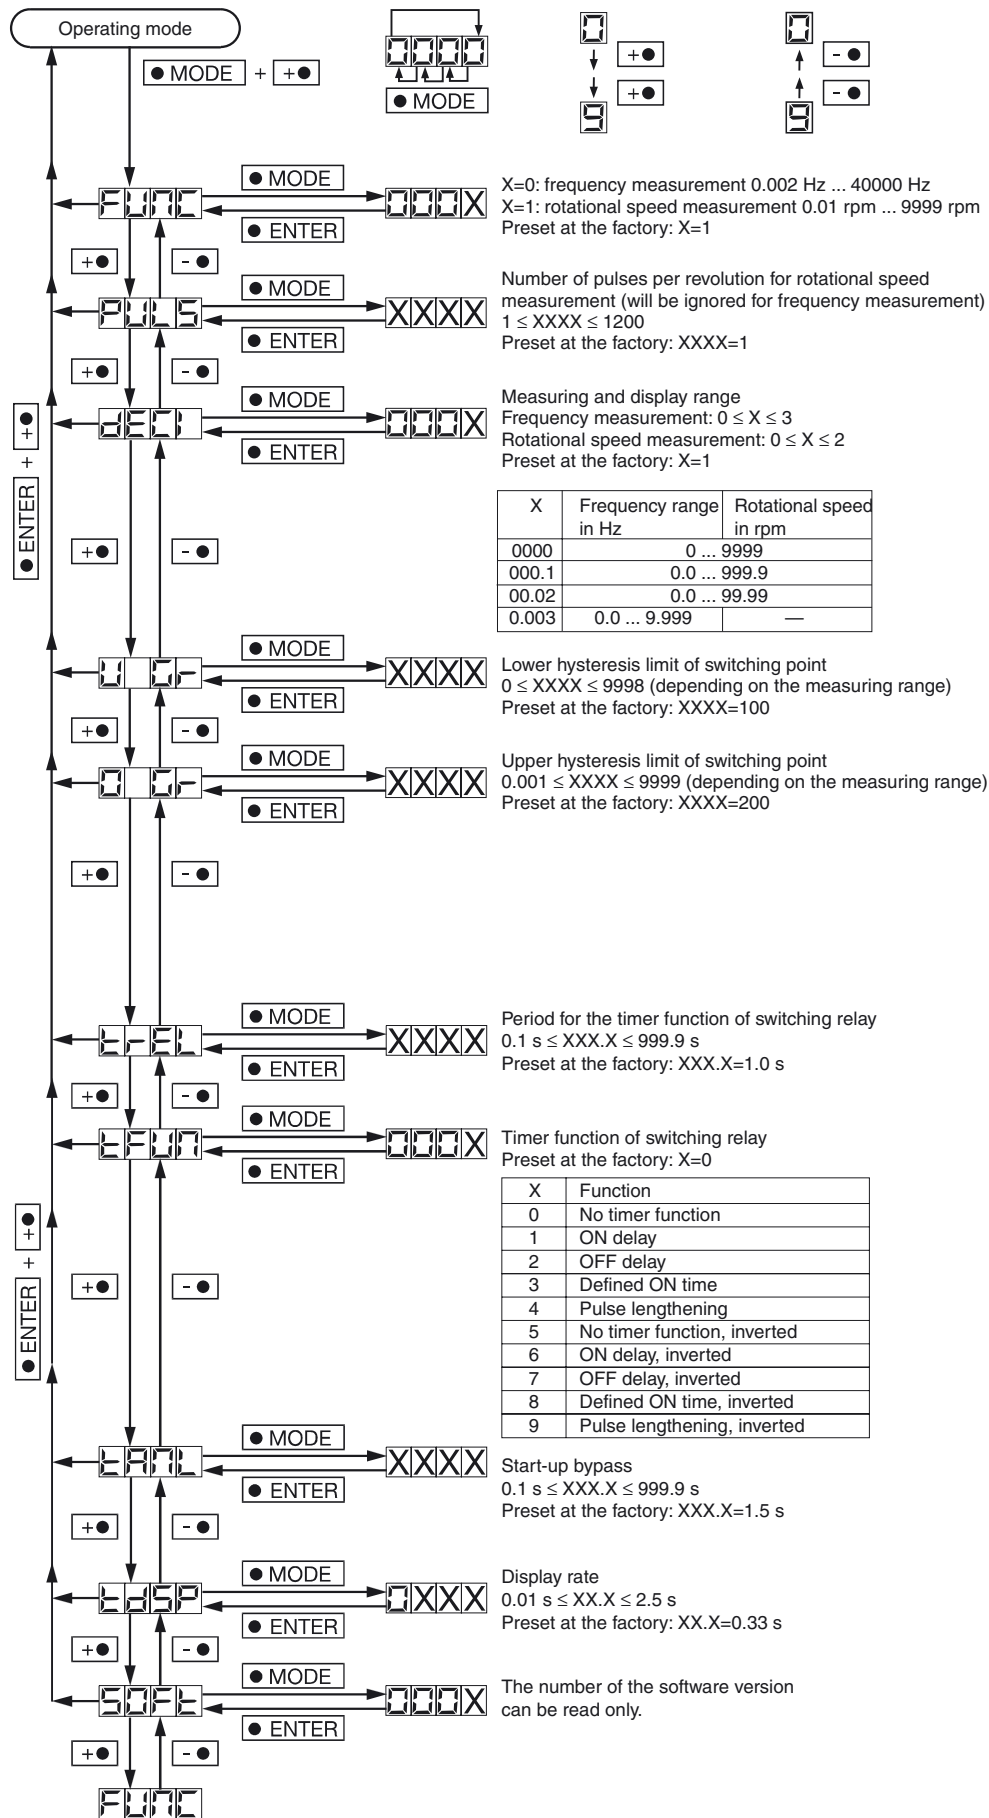 Operating mode
● MODE + +●
0000
● MODE
0
+●
+●
9
0
- ●
- ●
9
FUNC
● MODE
● ENTER
000X
X=0: frequency measurement 0.002 Hz ... 40000 Hz
X=1: rotational speed measurement 0.01 rpm ... 9999 rpm
Preset at the factory: X=1
+●
- ●
PULS
● MODE
● ENTER
XXXX
Number of pulses per revolution for rotational speed
measurement (will be ignored for frequency measurement)
1 ≤ XXXX ≤ 1200
Preset at the factory: XXXX=1
+●
- ●
dECi
● MODE
● ENTER
000X
Measuring and display range
Frequency measurement: 0 ≤ X ≤ 3
Rotational speed measurement: 0 ≤ X ≤ 2
Preset at the factory: X=1
● ENTER + +●
X Frequency range Rotational speed
in Hz in rpm
0000 0 ... 9999
000.1 0.0 ... 999.9
00.02 0.0 ... 99.99
0.003 0.0 ... 9.999 —
+●
- ●
U Gr
● MODE
● ENTER
XXXX
Lower hysteresis limit of switching point
0 ≤ XXXX ≤ 9998 (depending on the measuring range)
Preset at the factory: XXXX=100
+●
- ●
O Gr
● MODE
● ENTER
XXXX
Upper hysteresis limit of switching point
0.001 ≤ XXXX ≤ 9999 (depending on the measuring range)
Preset at the factory: XXXX=200
+●
- ●
trEL
● MODE
● ENTER
XXXX
Period for the timer function of switching relay
0.1 s ≤ XXX.X ≤ 999.9 s
Preset at the factory: XXX.X=1.0 s
+●
- ●
tFUN
● MODE
● ENTER
000X
Timer function of switching relay
Preset at the factory: X=0
● ENTER + +●
X Function
0 No timer function
1 ON delay
2 OFF delay
3 Defined ON time
4 Pulse lengthening
5 No timer function, inverted
6 ON delay, inverted
7 OFF delay, inverted
8 Defined ON time, inverted
9 Pulse lengthening, inverted
+●
- ●
tANL
● MODE
● ENTER
XXXX
Start-up bypass
0.1 s ≤ XXX.X ≤ 999.9 s
Preset at the factory: XXX.X=1.5 s
+●
- ●
tdSP
● MODE
● ENTER
0XXX
Display rate
0.01 s ≤ XX.X ≤ 2.5 s
Preset at the factory: XX.X=0.33 s
+●
- ●
SOFt
● MODE
● ENTER
000X
The number of the software version
can be read only.
+●
- ●
FUNC